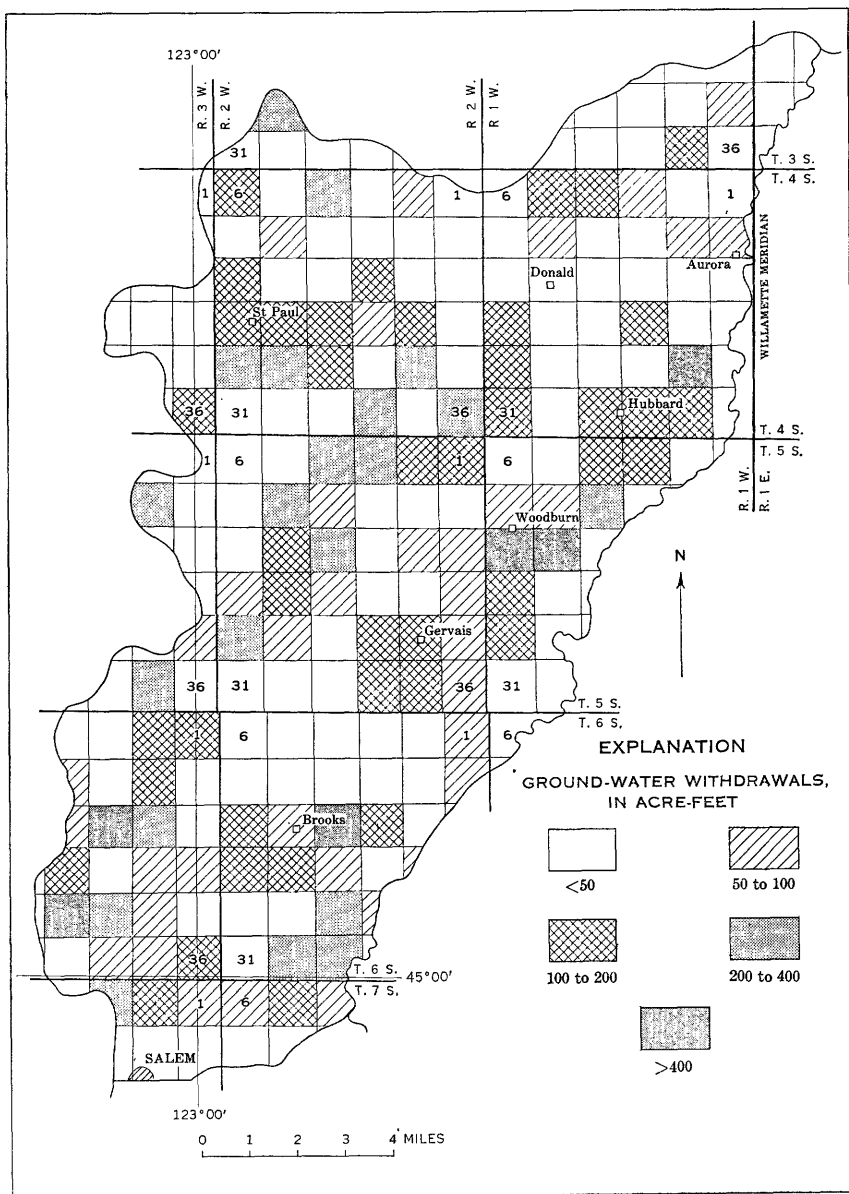 123°00'
R. 3 W.
R. 2 W.
R. 2 W.
R. 1 W.
31
36
T. 3 S.
T. 4 S.
1
6
1
6
1
WILLAMETTE MERIDIAN
Aurora
Donald
St Paul
36
31
36
31
Hubbard
T. 4 S.
T. 5 S.
1
6
1
6
R. 1 W.
R. 1 E.
Woodburn
N
Gervais
36
31
36
31
T. 5 S.
T. 6 S.
1
6
1
6
EXPLANATION
GROUND-WATER WITHDRAWALS,
IN ACRE-FEET
Brooks
<50
50 to 100
100 to 200
200 to 400
>400
36
31
T. 6 S.
45°00'
T. 7 S.
1
6
SALEM
123°00'
0 1 2 3 4 MILES